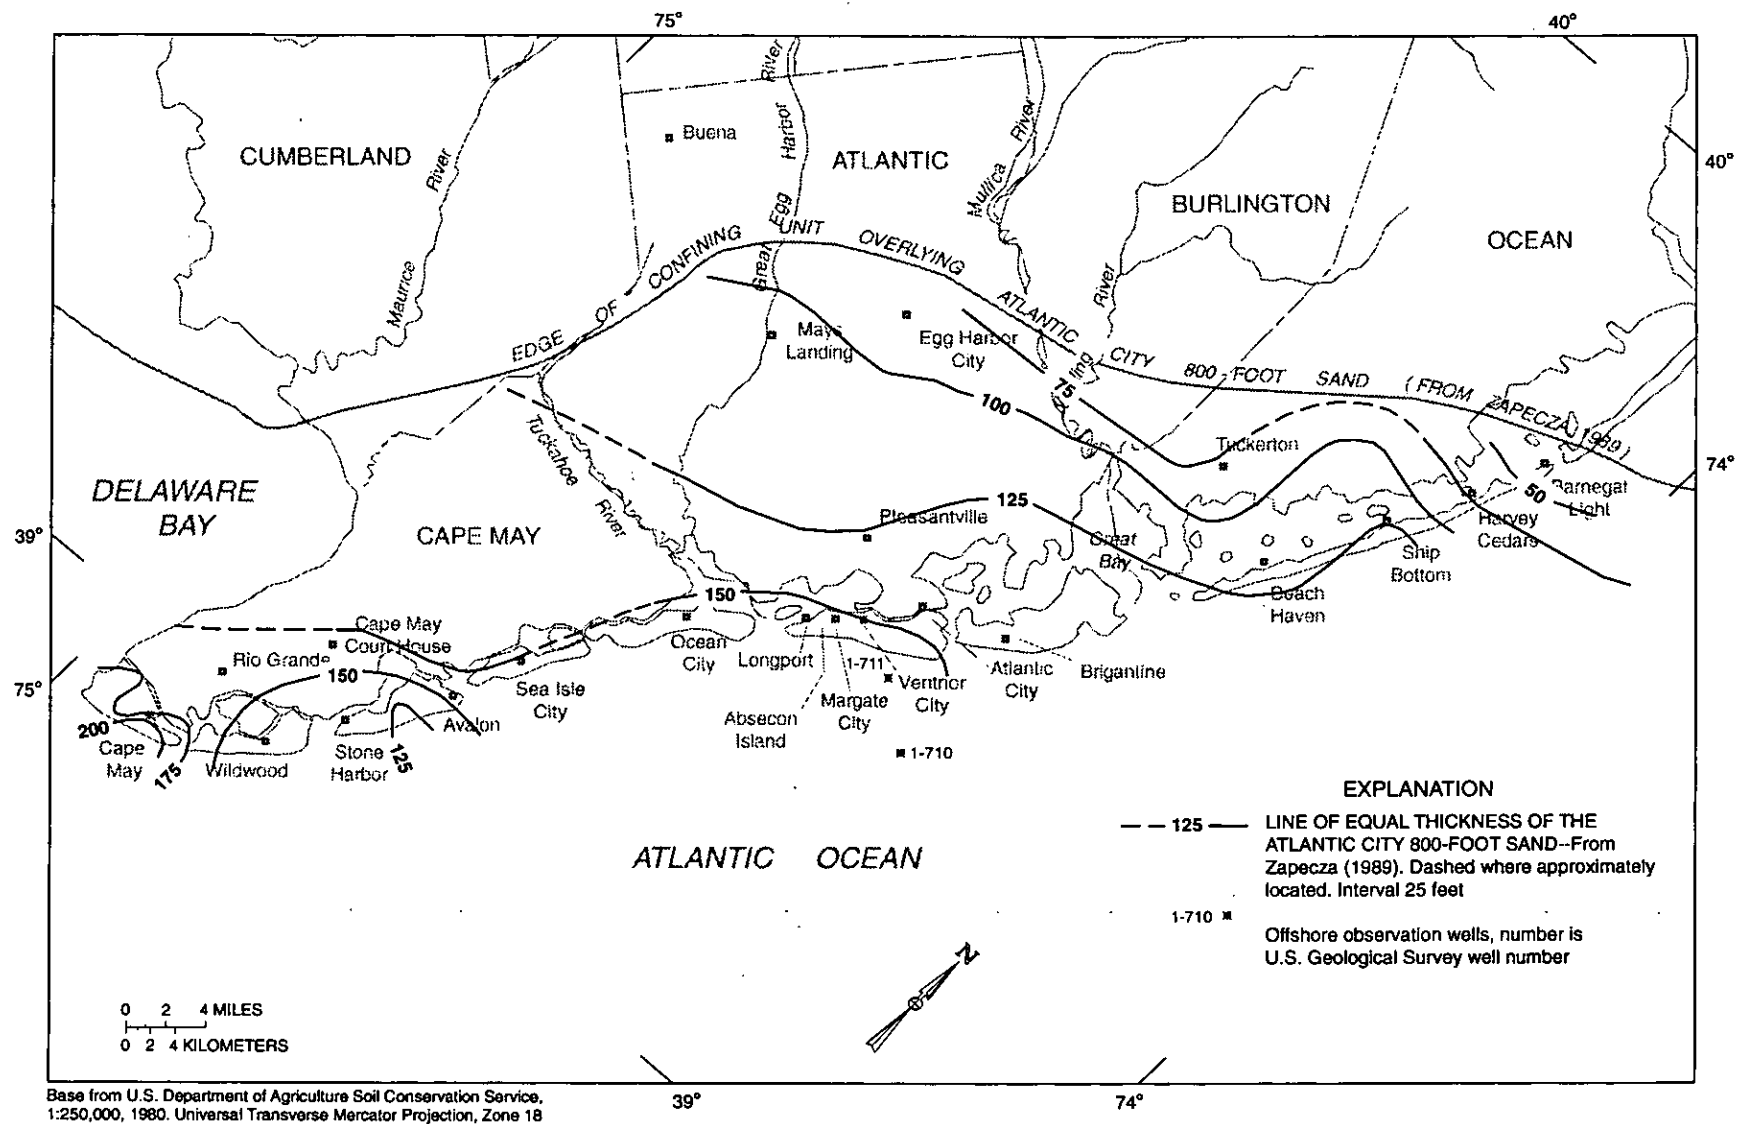 75°
40°
River
CUMBERLAND
River
Buena
Harbor
ATLANTIC
River
Mullica
40°
BURLINGTON
OCEAN
Egg
Great
Maurice
River
EDGE OF CONFINING UNIT OVERLYING ATLANTIC CITY 800-FOOT SAND (FROM ZAPECZA, 1989)
Mays
Landing
Egg Harbor
City
75
100
Tuckahoe
River
Tuckerton
74°
DELAWARE
BAY
50
Barnegat
Light
125
Pleasantville
39°
CAPE MAY
Great
Bay
Harvey
Cedars
Ship
Bottom
Beach
Haven
150
Cape May
Court House
Rio Grande
150
Ocean
City
Longport
1-711
Atlantic
City
Brigantine
75°
Sea Isle
City
Ventnor
City
Margate
City
Absecon
Island
Avalon
200
Cape
May
175
Wildwood
Stone
Harbor
125
1-710
ATLANTIC OCEAN
EXPLANATION
125
LINE OF EQUAL THICKNESS OF THE
ATLANTIC CITY 800-FOOT SAND--From
Zapecza (1989). Dashed where approximately
located. Interval 25 feet
1-710
Offshore observation wells, number is
U.S. Geological Survey well number
N
0 2 4 MILES
0 2 4 KILOMETERS
Base from U.S. Department of Agriculture Soil Conservation Service,
1:250,000, 1980. Universal Transverse Mercator Projection, Zone 18
39°
74°